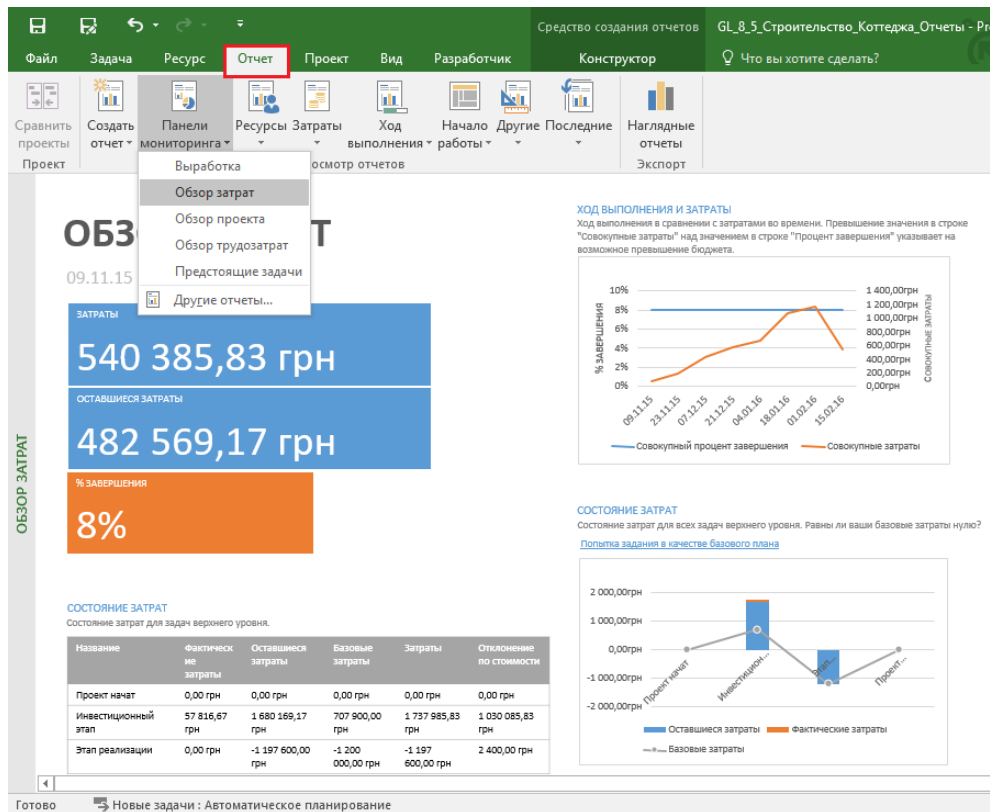 Средство создания отчетов
GL_8_5_Строительство_Коттеджа_Отчеты - Pro
Файл Задача Ресурс Отчет Проект Вид Разработчик Конструктор Что вы хотите сделать?
Сравнить проекты
Создать отчет
Панели мониторинга
Ресурсы
Затраты
Ход выполнения
Начало работы
Другие
Последние
Наглядные отчеты
Проект
осмотр отчетов
Экспорт
Выработка
Обзор затрат
Обзор проекта
Обзор трудозатрат
Предстоящие задачи
Другие отчеты...
ОБЗОР ЗАТРАТ
ОБЗ Т
09.11.15
ЗАТРАТЫ
540 385,83 грн
ОСТАВШИЕСЯ ЗАТРАТЫ
482 569,17 грн
% ЗАВЕРШЕНИЯ
8%
СОСТОЯНИЕ ЗАТРАТ
Состояние затрат для задач верхнего уровня.
Название
Фактическ
ие
затраты
Оставшиеся
затраты
Базовые
затраты
Затраты
Отклонение
по стоимости
Проект начат 0,00 грн 0,00 грн 0,00 грн 0,00 грн 0,00 грн
Инвестиционный этап 57 816,67 грн 1 680 169,17 грн 707 900,00 грн 1 737 985,83 грн 1 030 085,83 грн
Этап реализации 0,00 грн -1 197 600,00 грн -1 200 000,00 грн -1 197 600,00 грн 2 400,00 грн
ХОД ВЫПОЛНЕНИЯ И ЗАТРАТЫ
Ход выполнения в сравнении с затратами во времени. Превышение значения в строке
"Совокупные затраты" над значением в строке "Процент завершения" указывает на
возможное превышение бюджета.
% ЗАВЕРШЕНИЯ
10%
8%
6%
4%
2%
0%
1 400,00грн
1 200,00грн
1 000,00грн
800,00грн
600,00грн
400,00грн
200,00грн
0,00грн
СОВОКУПНЫЕ ЗАТРАТЫ
09.11.15 23.11.15 07.12.15 21.12.15 04.01.16 18.01.16 01.02.16 15.02.16
Совокупный процент завершения Совокупные затраты
СОСТОЯНИЕ ЗАТРАТ
Состояние затрат для всех задач верхнего уровня. Равны ли ваши базовые затраты нулю?
Попытка задания в качестве базового плана
2 000,00грн
1 000,00грн
0,00грн
-1 000,00грн
-2 000,00грн
Проект начат Инвестицион... Этап... Проект...
Оставшиеся затраты Фактические затраты
Базовые затраты
Готово Новые задачи : Автоматическое планирование